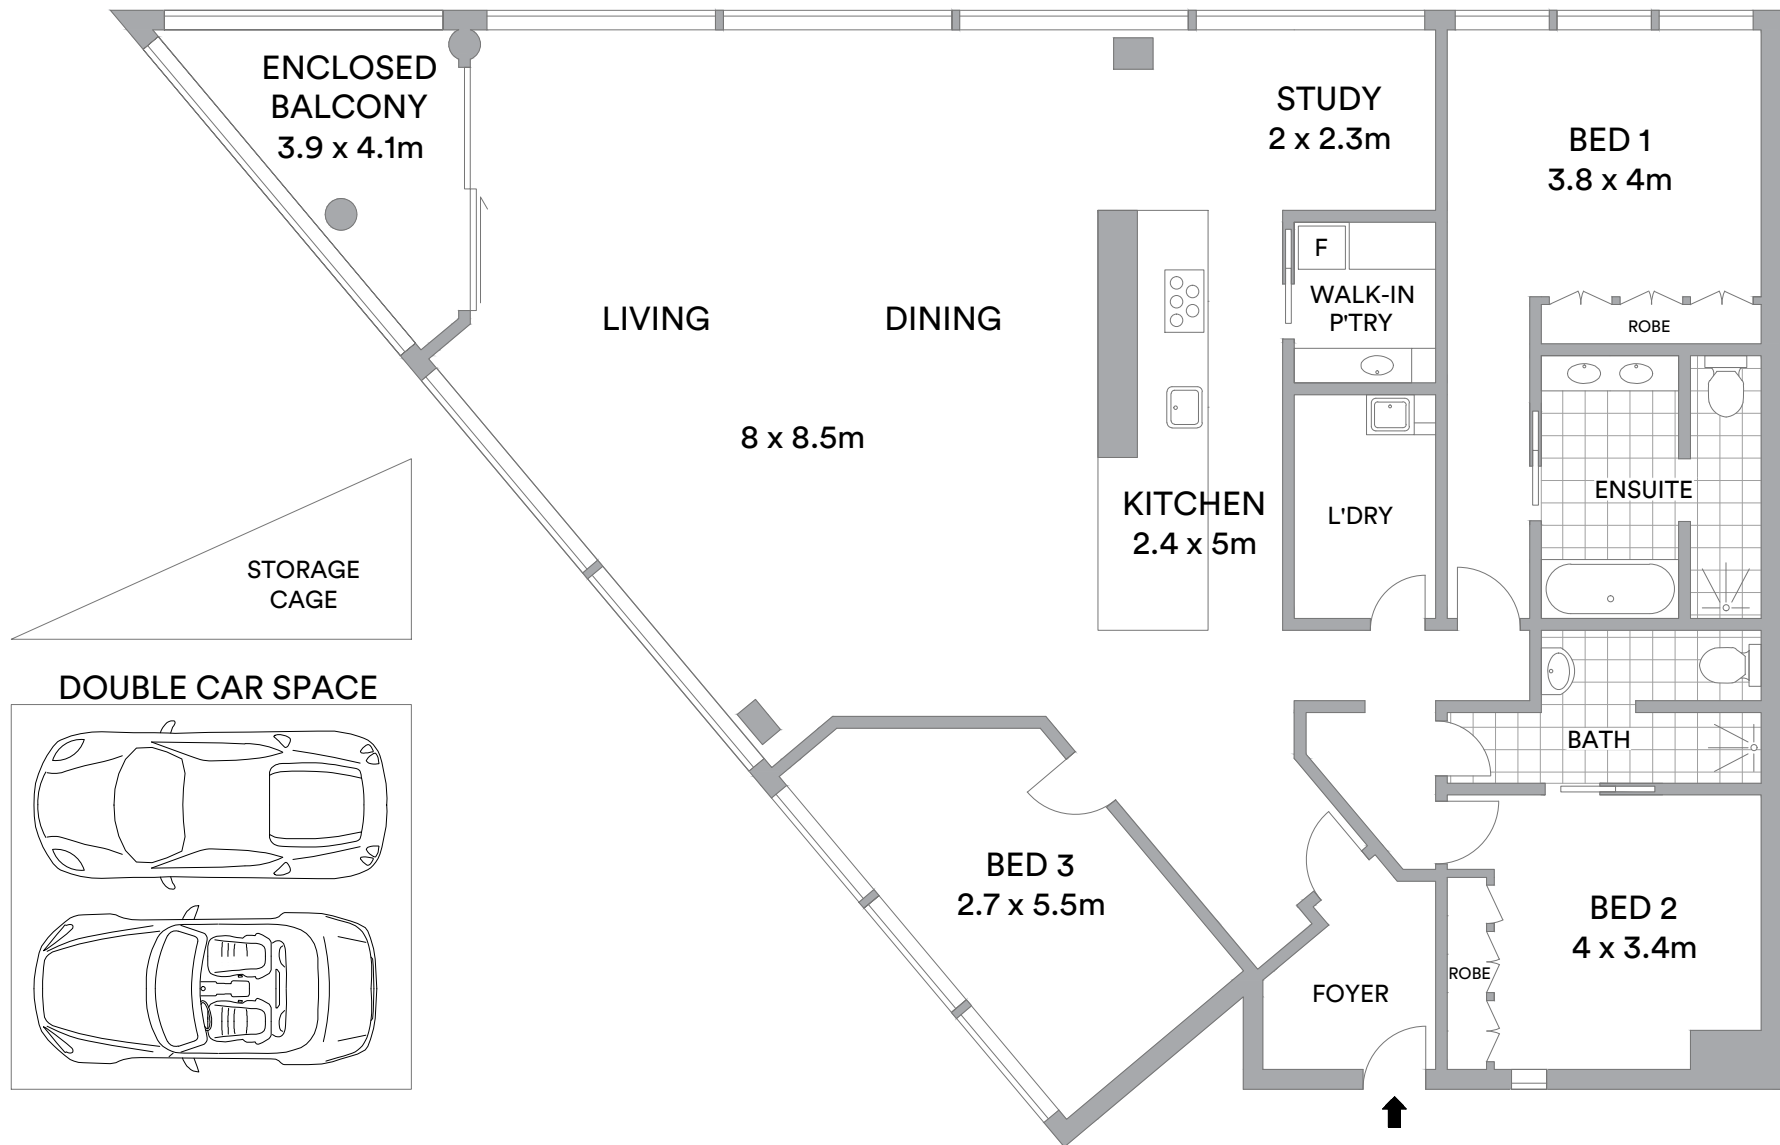 ENCLOSED
BALCONY
3.9 x 4.1m
STUDY
2 x 2.3m
BED 1
3.8 x 4m
F
WALK-IN
P'TRY
ROBE
LIVING
DINING
8 x 8.5m
KITCHEN
2.4 x 5m
L'DRY
ENSUITE
STORAGE
CAGE
DOUBLE CAR SPACE
BATH
BED 3
2.7 x 5.5m
BED 2
4 x 3.4m
ROBE
FOYER